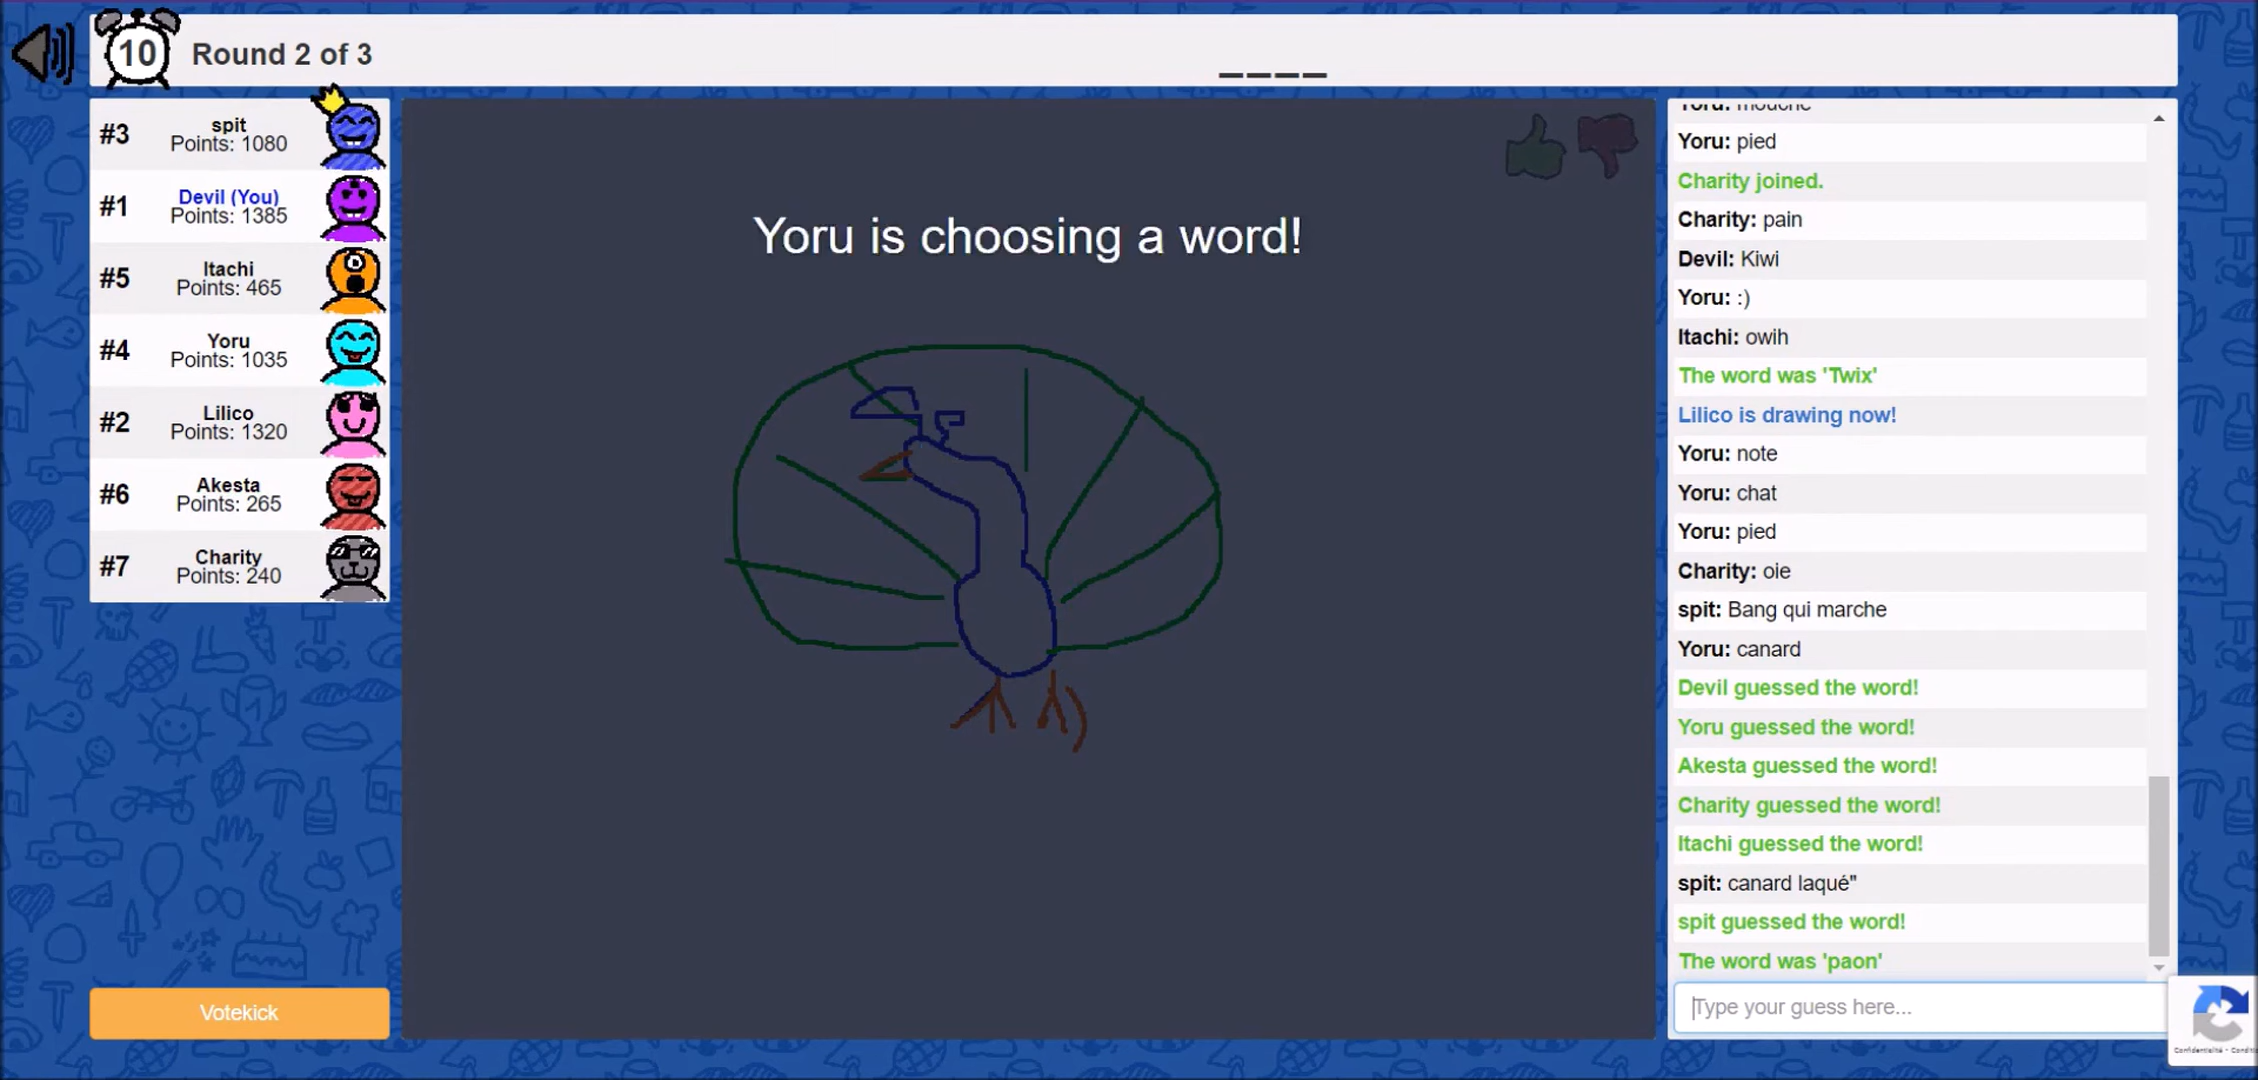 10
Round 2 of 3
____
#3
spit
Points: 1080
#1
Devil (You)
Points: 1385
#5
Itachi
Points: 465
#4
Yoru
Points: 1035
#2
Lilico
Points: 1320
#6
Akesta
Points: 265
#7
Charity
Points: 240
Votekick
Yoru is choosing a word!
Yoru: mouche
Yoru: pied
Charity joined.
Charity: pain
Devil: Kiwi
Yoru: :)
Itachi: owih
The word was 'Twix'
Lilico is drawing now!
Yoru: note
Yoru: chat
Yoru: pied
Charity: oie
spit: Bang qui marche
Yoru: canard
Devil guessed the word!
Yoru guessed the word!
Akesta guessed the word!
Charity guessed the word!
Itachi guessed the word!
spit: canard laqué"
spit guessed the word!
The word was 'paon'
Type your guess here...
Confidentialité -